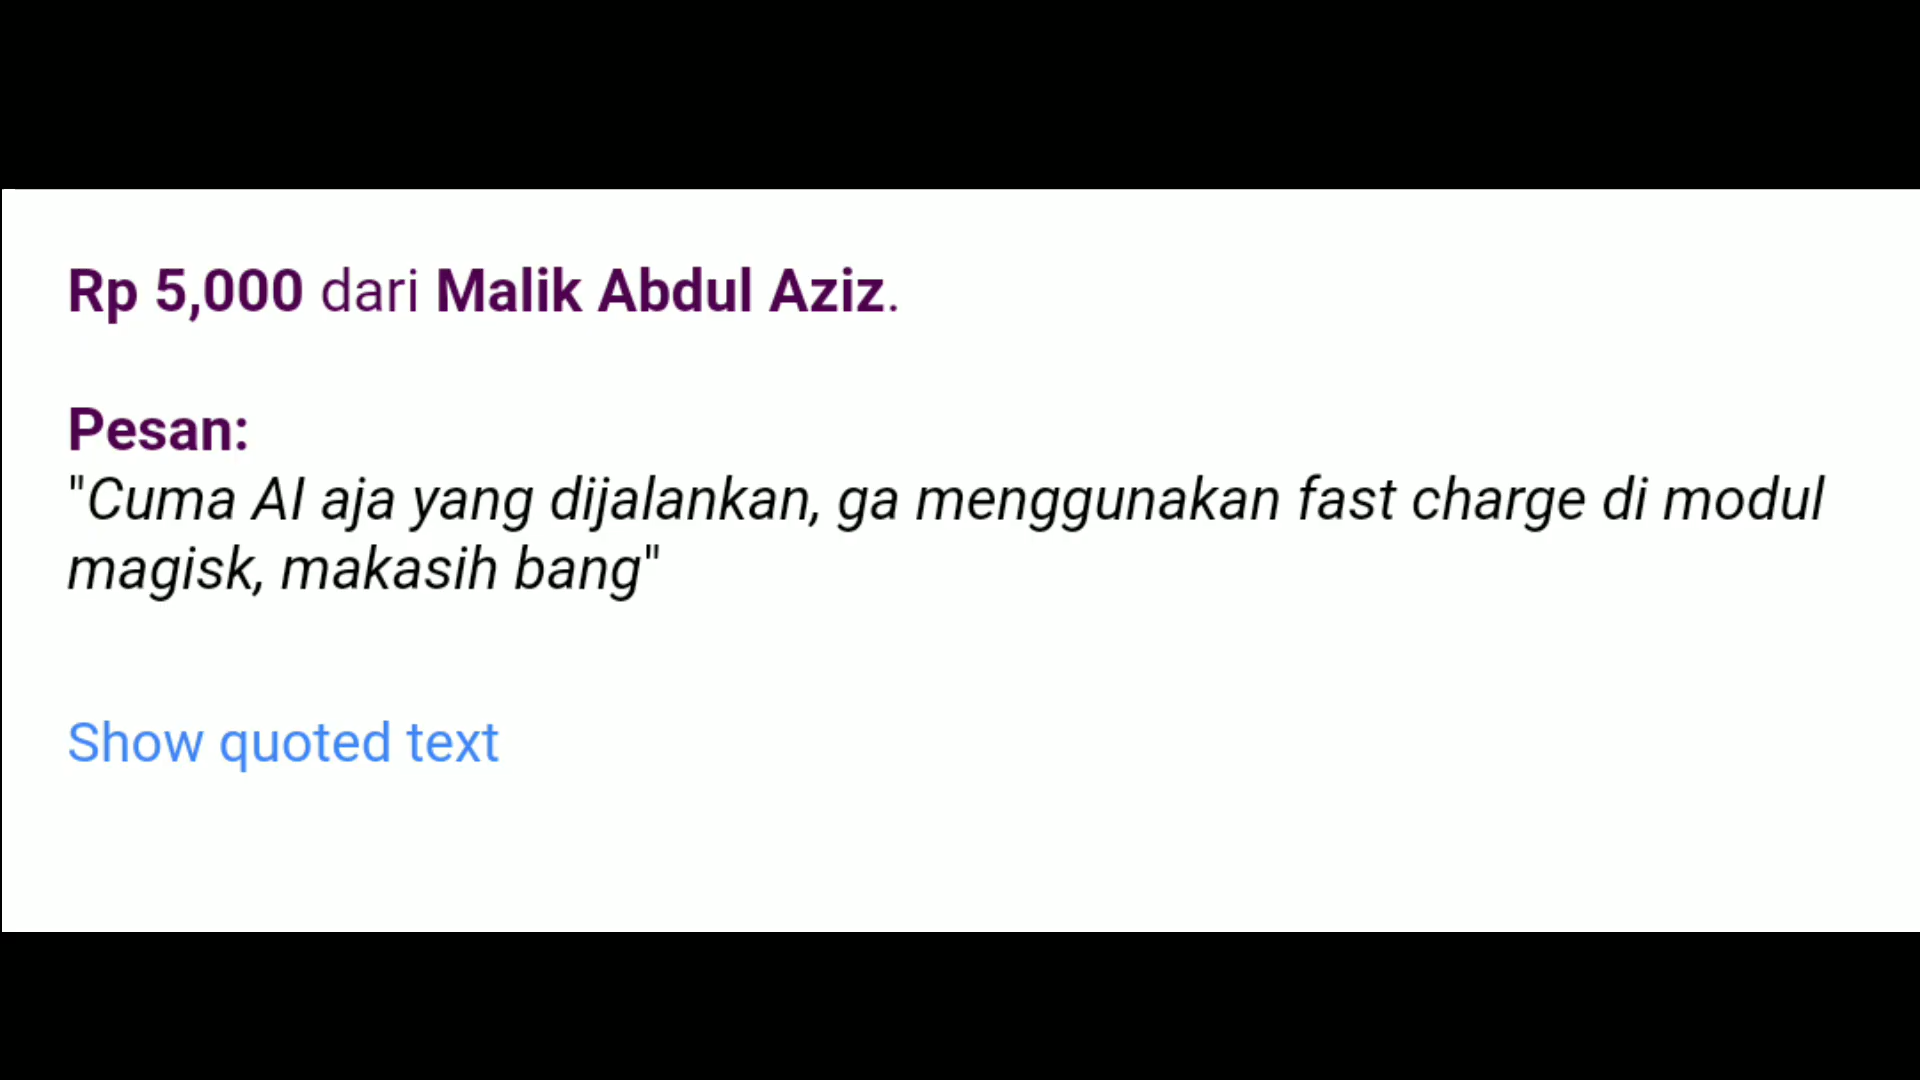 Rp 5,000 dari Malik Abdul Aziz.
Pesan:
"Cuma AI aja yang dijalankan, ga menggunakan fast charge di modul
magisk, makasih bang"
Show quoted text